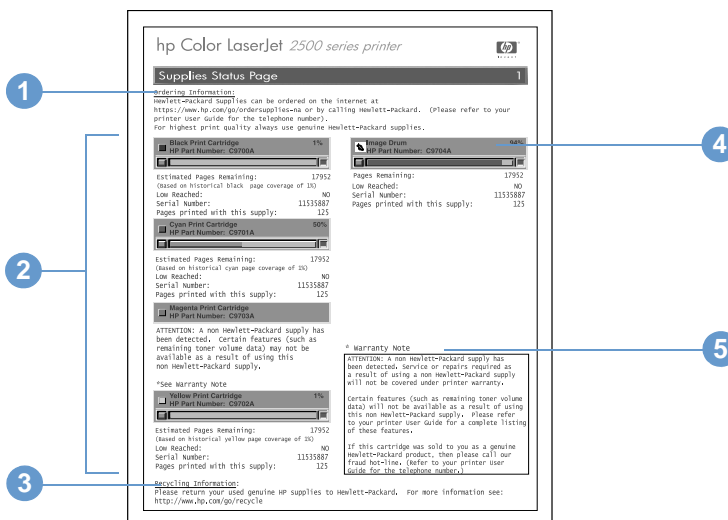 hp Color LaserJet 2500 series printer
hp
invent
Supplies Status Page 1
1
Ordering Information:
Hewlett-Packard Supplies can be ordered on the internet at
https://www.hp.com/go/ordersupplies-na or by calling Hewlett-Packard. (Please refer to your
printer User Guide for the telephone number).
For highest print quality always use genuine Hewlett-Packard supplies.
2
Black Print Cartridge 1%
HP Part Number: C9700A
Estimated Pages Remaining: 17952
(Based on historical black page coverage of 1%)
Low Reached: NO
Serial Number: 11535887
Pages printed with this supply: 125
Cyan Print Cartridge 50%
HP Part Number: C9701A
Estimated Pages Remaining: 17952
(Based on historical cyan page coverage of 1%)
Low Reached: NO
Serial Number: 11535887
Pages printed with this supply: 125
Magenta Print Cartridge
HP Part Number: C9703A
ATTENTION: A non Hewlett-Packard supply has
been detected. Certain features (such as
remaining toner volume data) may not be
available as a result of using this
non Hewlett-Packard supply.
*See Warranty Note
Yellow Print Cartridge 1%
HP Part Number: C9702A
Estimated Pages Remaining: 17952
(Based on historical yellow page coverage of 1%)
Low Reached: NO
Serial Number: 11535887
Pages printed with this supply: 125
4
Image Drum 94%
HP Part Number: C9704A
Pages Remaining: 17952
Low Reached: NO
Serial Number: 11535887
Pages printed with this supply: 125
5
* Warranty Note
ATTENTION: A non Hewlett-Packard supply has
been detected. Service or repairs required as
a result of using a non Hewlett-Packard supply
will not be covered under printer warranty.
Certain features (such as remaining toner volume
data) will not be available as a result of using
this non Hewlett-Packard supply. Please refer
to your printer User Guide for a complete listing
of these features.
If this cartridge was sold to you as a genuine
Hewlett-Packard product, then please call our
fraud hot-line. (Refer to your printer User
Guide for the telephone number.)
3
Recycling Information:
Please return your used genuine HP supplies to Hewlett-Packard. For more information see:
http://www.hp.com/go/recycle